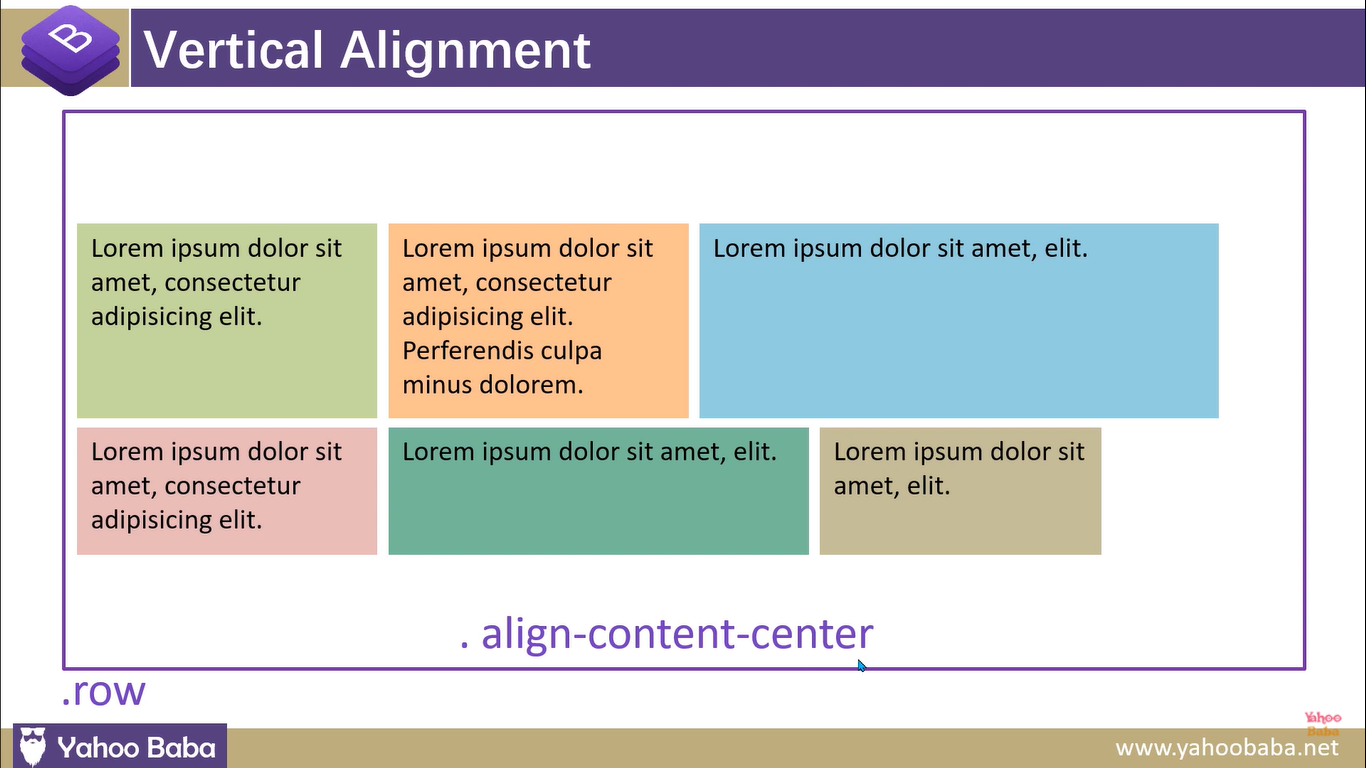 B
Vertical Alignment
Lorem ipsum dolor sit
amet, consectetur
adipisicing elit.
Lorem ipsum dolor sit
amet, consectetur
adipisicing elit.
Perferendis culpa
minus dolorem.
Lorem ipsum dolor sit amet, elit.
Lorem ipsum dolor sit
amet, consectetur
adipisicing elit.
Lorem ipsum dolor sit amet, elit.
Lorem ipsum dolor sit
amet, elit.
. align-content-center
.row
Yahoo Baba
Yahoo
Baba
www.yahoobaba.net